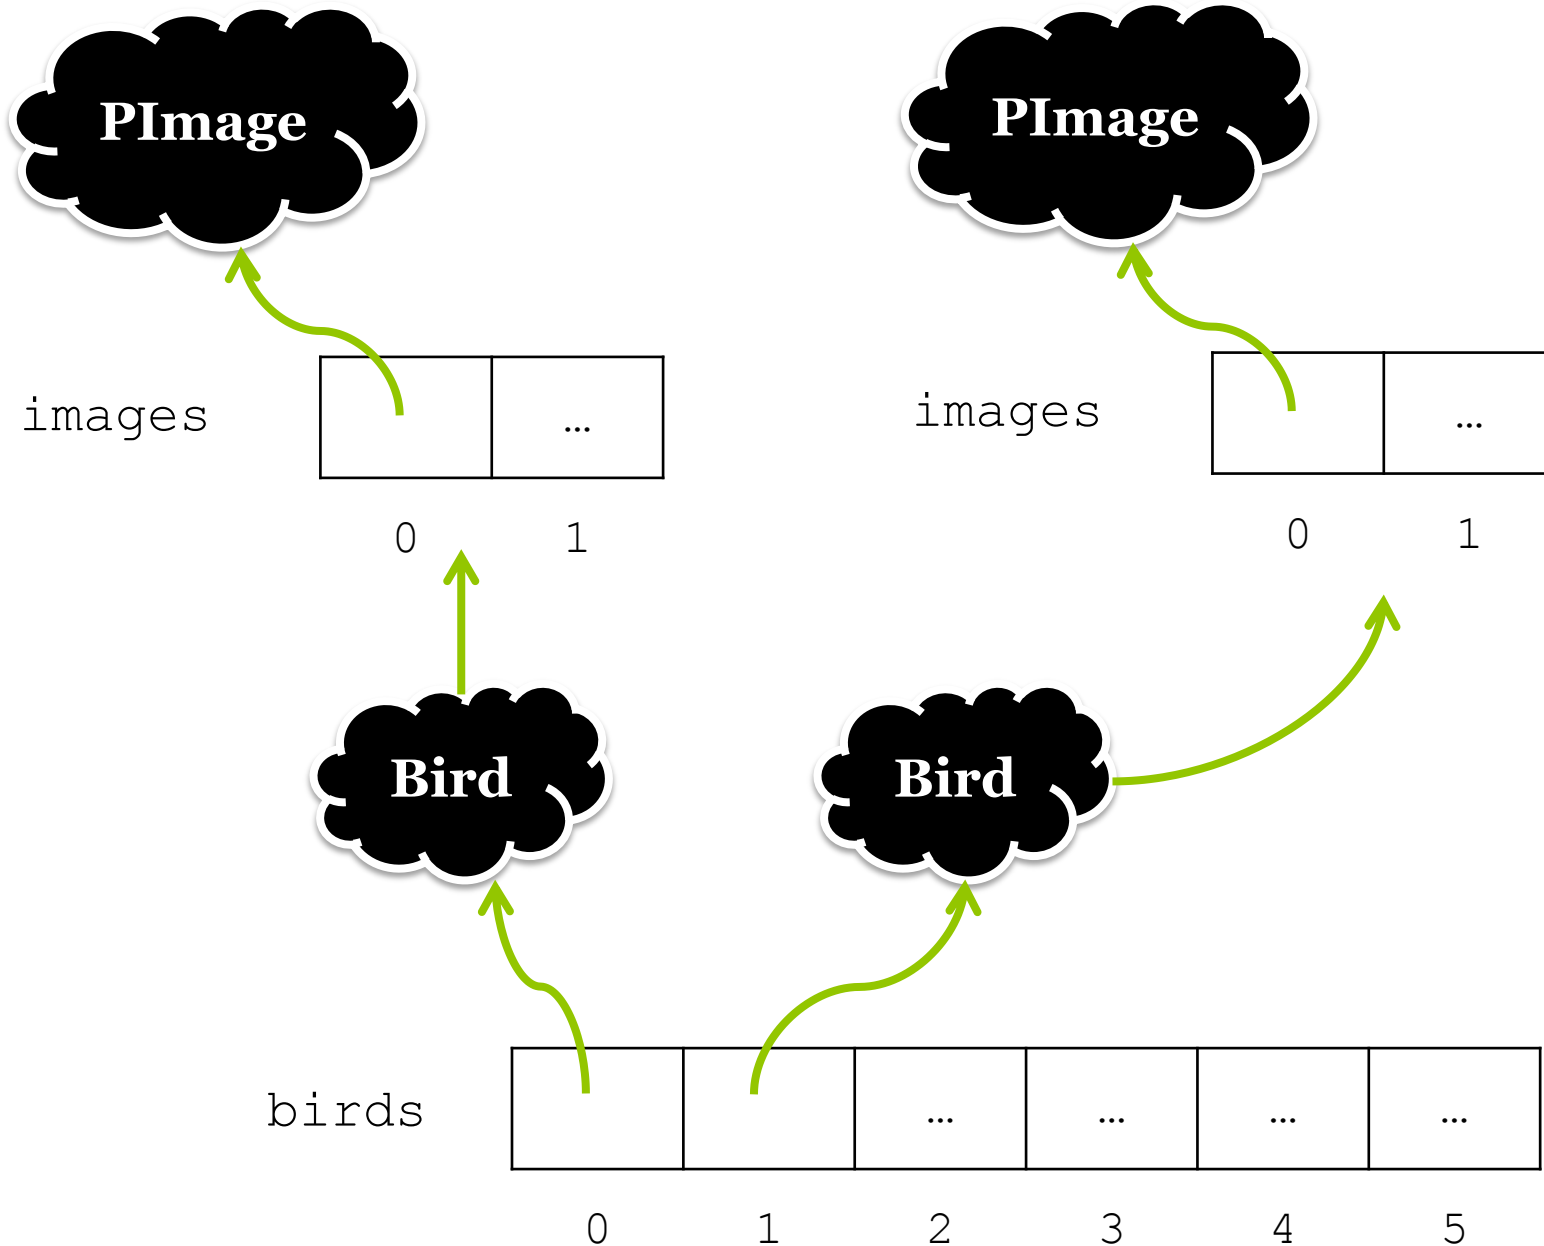 PImage PImage
images … images …
0 1 0 1
Bird Bird
birds … … … …
0 1 2 3 4 5